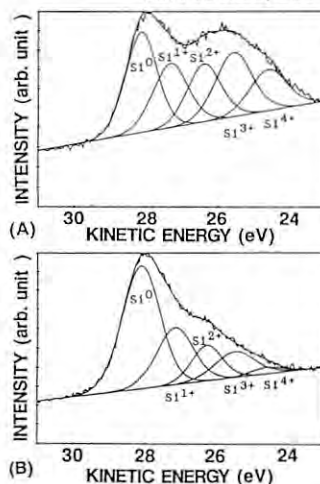 INTENSITY (arb. unit)
Si0
Si1+
Si2+
Si3+
Si4+
30 28 26 24
(A) KINETIC ENERGY (eV)
INTENSITY (arb. unit)
Si0
Si2+
Si1+
Si3+
Si4+
30 28 26 24
(B) KINETIC ENERGY (eV)